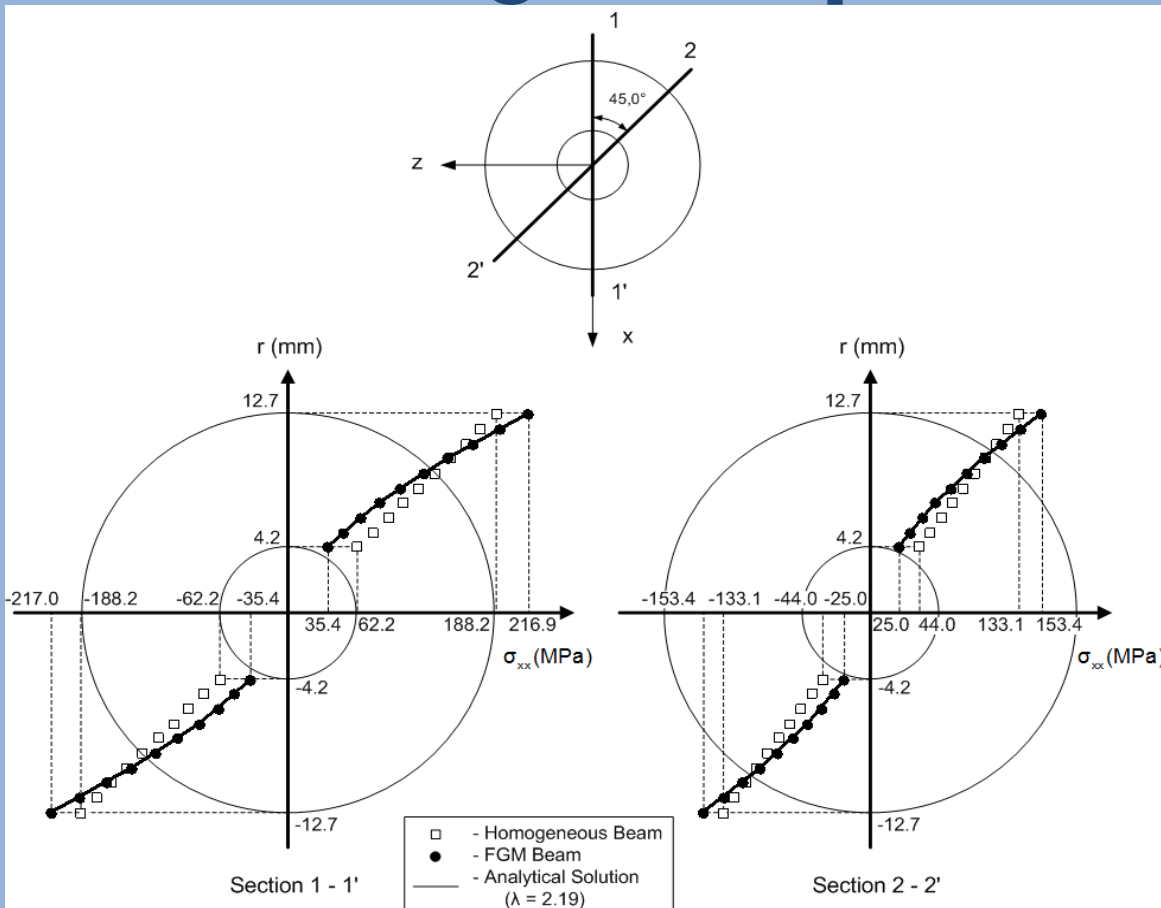 1
2
45,0°
z
2'
1'
x
r (mm)
12.7
4.2
-217.0 -188.2 -62.2 -35.4
35.4 62.2 188.2 216.9
σxx (MPa)
-4.2
-12.7
Section 1 - 1'
r (mm)
12.7
4.2
-153.4 -133.1 -44.0 -25.0
25.0 44.0 133.1 153.4
σxx (MPa)
-4.2
-12.7
Section 2 - 2'
- Homogeneous Beam
- FGM Beam
- Analytical Solution
(λ = 2.19)